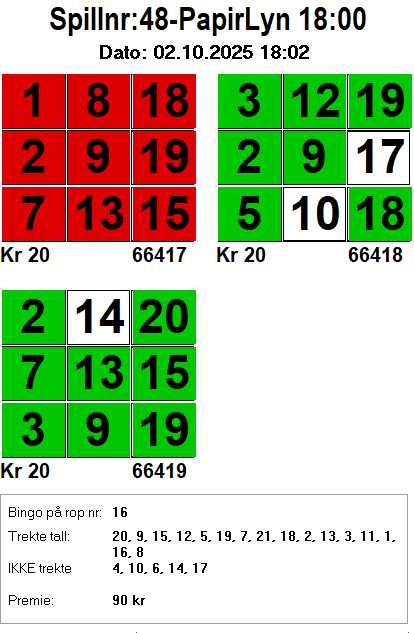 Spillnr:48-PapirLyn 18:00
Dato: 02.10.2025 18:02
1 8 18
2 9 19
7 13 15
Kr 20 66417
3 12 19
2 9 17
5 10 18
Kr 20 66418
2 14 20
7 13 15
3 9 19
Kr 20 66419
Bingo på rop nr: 16
Trekte tall: 20, 9, 15, 12, 5, 19, 7, 21, 18, 2, 13, 3, 11, 1,
16, 8
IKKE trekte 4, 10, 6, 14, 17
Premie: 90 kr